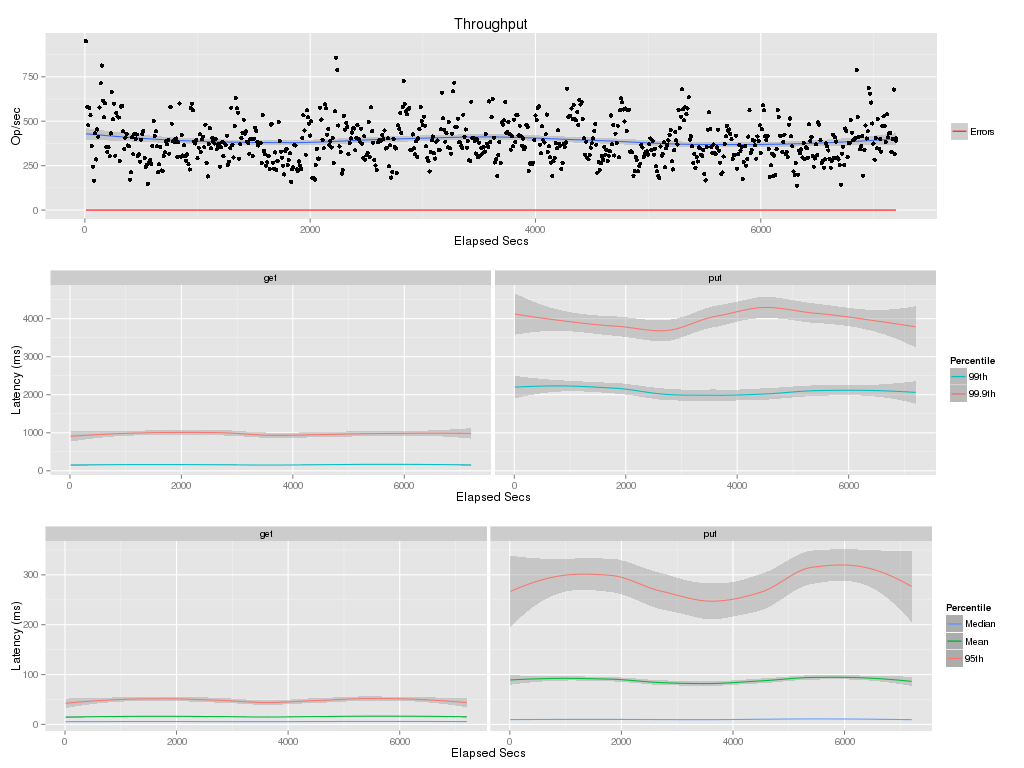 Throughput
Op/sec
750
500
250
0
0 2000 4000 6000
Elapsed Secs
Errors
get put
Latency (ms)
4000
3000
2000
1000
0
0 2000 4000 6000 0 2000 4000 6000
Elapsed Secs
Percentile
99th
99.9th
get put
Latency (ms)
300
200
100
0
0 2000 4000 6000 0 2000 4000 6000
Elapsed Secs
Percentile
Median
Mean
95th